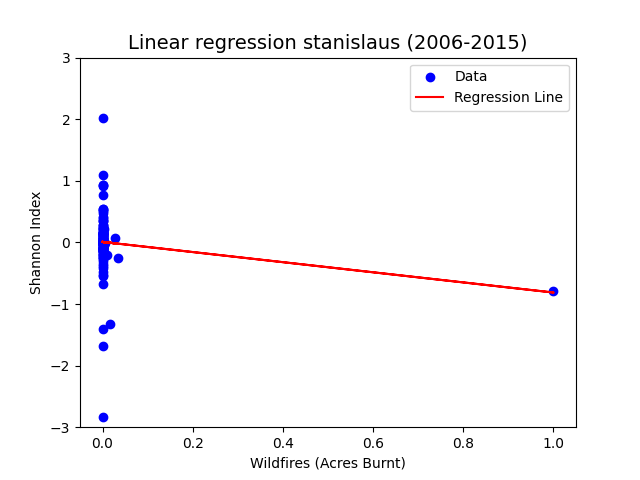 Linear regression stanislaus (2006-2015)
Data
Regression Line
3
2
1
0
−1
−2
−3
Shannon Index
0.0 0.2 0.4 0.6 0.8 1.0
Wildfires (Acres Burnt)